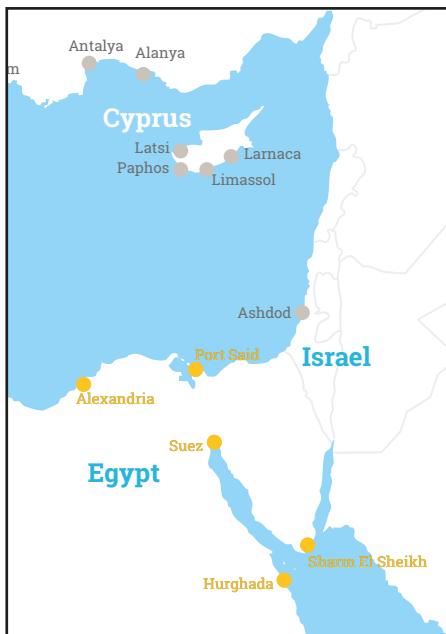 Antalya
Alanya
m
Cyprus
Latsi
Larnaca
Paphos
Limassol
Ashdod
Port Said
Israel
Alexandria
Suez
Egypt
Sharm El Sheikh
Hurghada